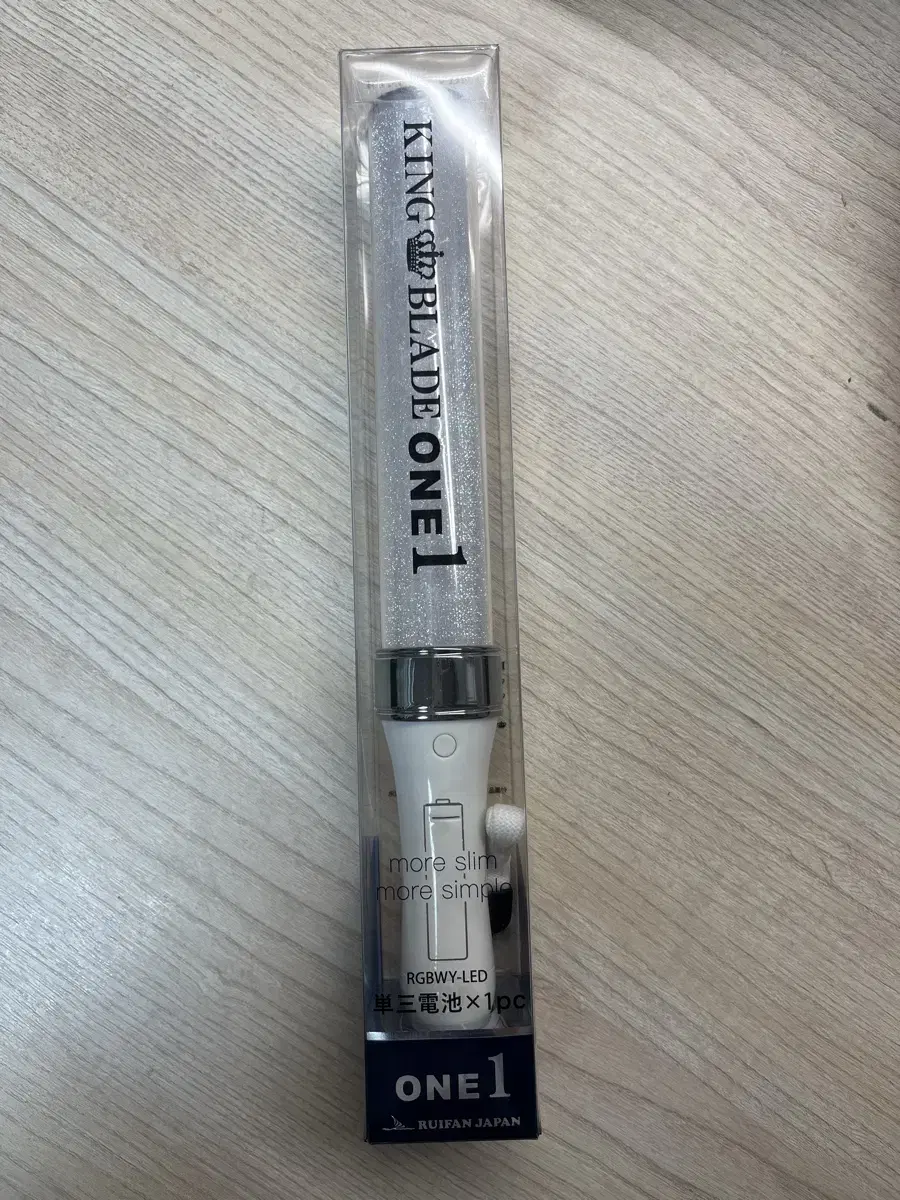 KING BLADE ONE 1
more slim
more simple
RGBWY-LED
単三電池×1pc
ONE 1
RUIFAN JAPAN